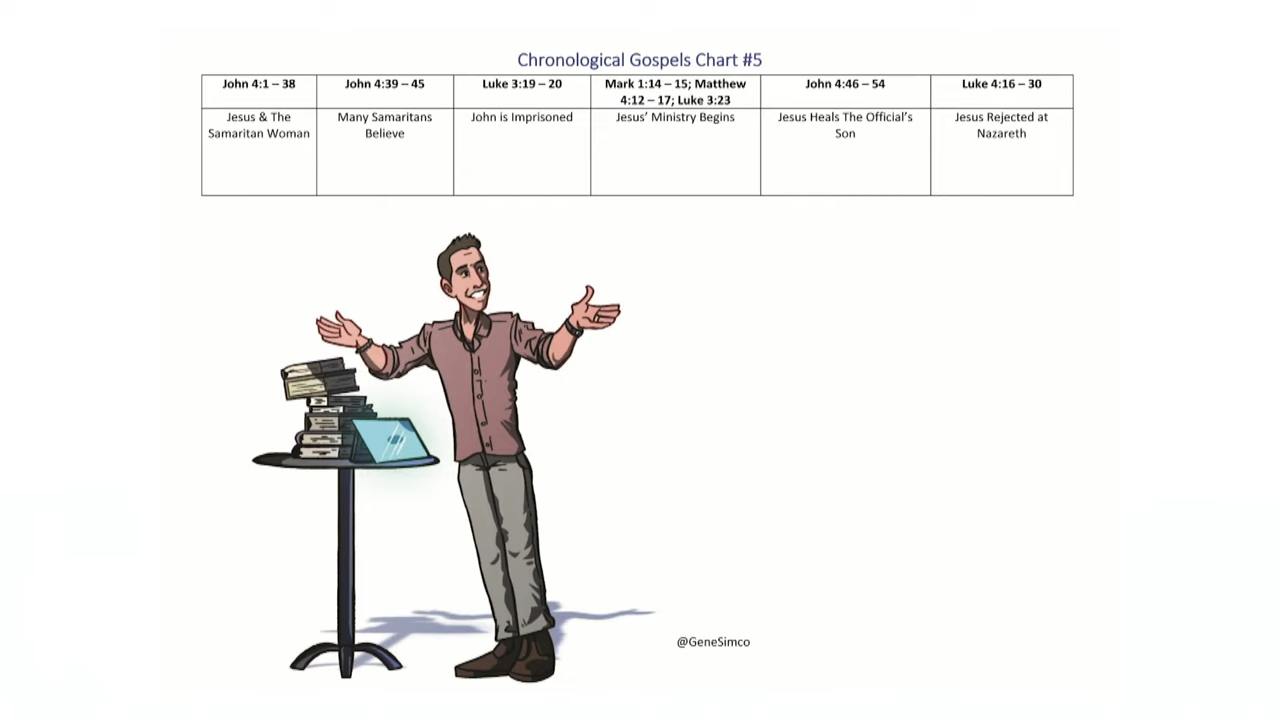 Chronological Gospels Chart #5
John 4:1 – 38
John 4:39 – 45
Luke 3:19 – 20
Mark 1:14 – 15; Matthew
4:12 – 17; Luke 3:23
John 4:46 – 54
Luke 4:16 – 30
Jesus & The
Samaritan Woman
Many Samaritans
Believe
John is Imprisoned
Jesus’ Ministry Begins
Jesus Heals The Official’s
Son
Jesus Rejected at
Nazareth
@GeneSimco